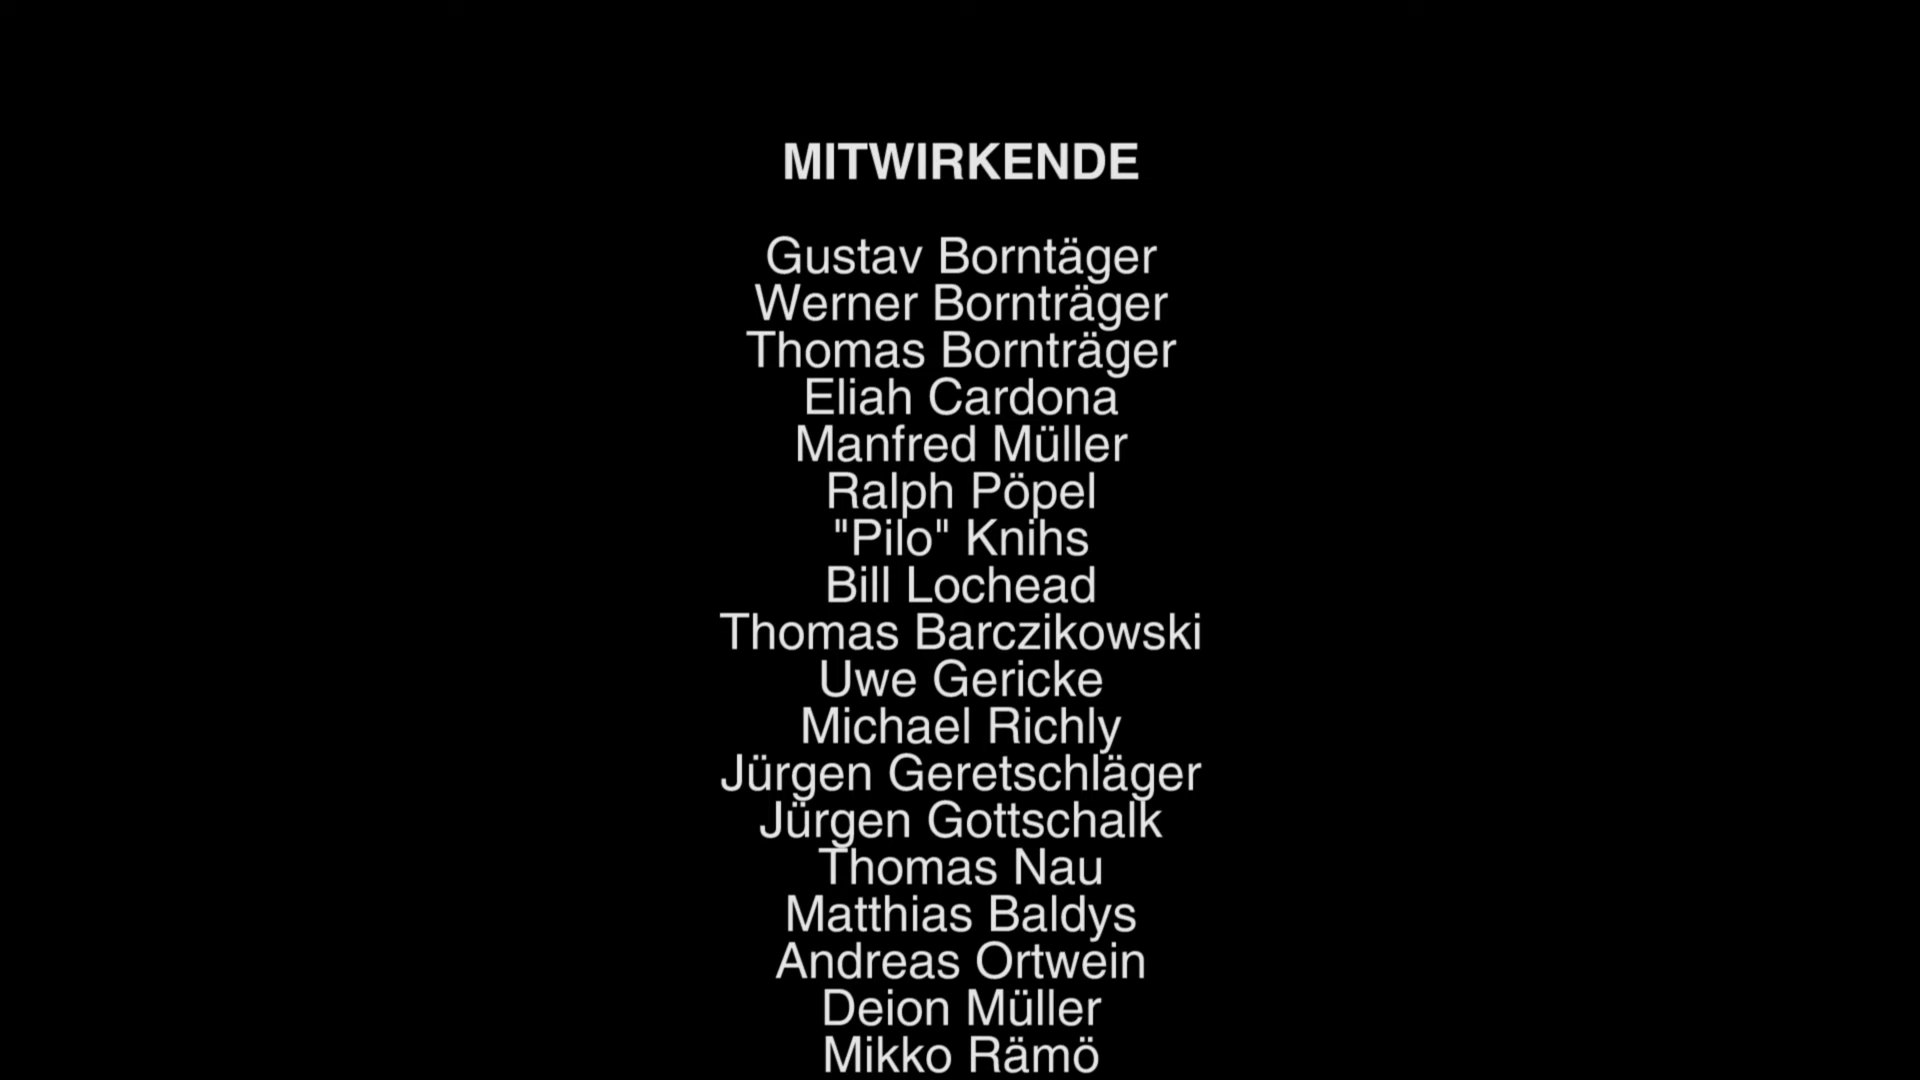 MITWIRKENDE
Gustav Borntäger
Werner Bornträger
Thomas Bornträger
Eliah Cardona
Manfred Müller
Ralph Pöpel
"Pilo" Knihs
Bill Lochead
Thomas Barczikowski
Uwe Gericke
Michael Richly
Jürgen Geretschläger
Jürgen Gottschalk
Thomas Nau
Matthias Baldys
Andreas Ortwein
Deion Müller
Mikko Rämö